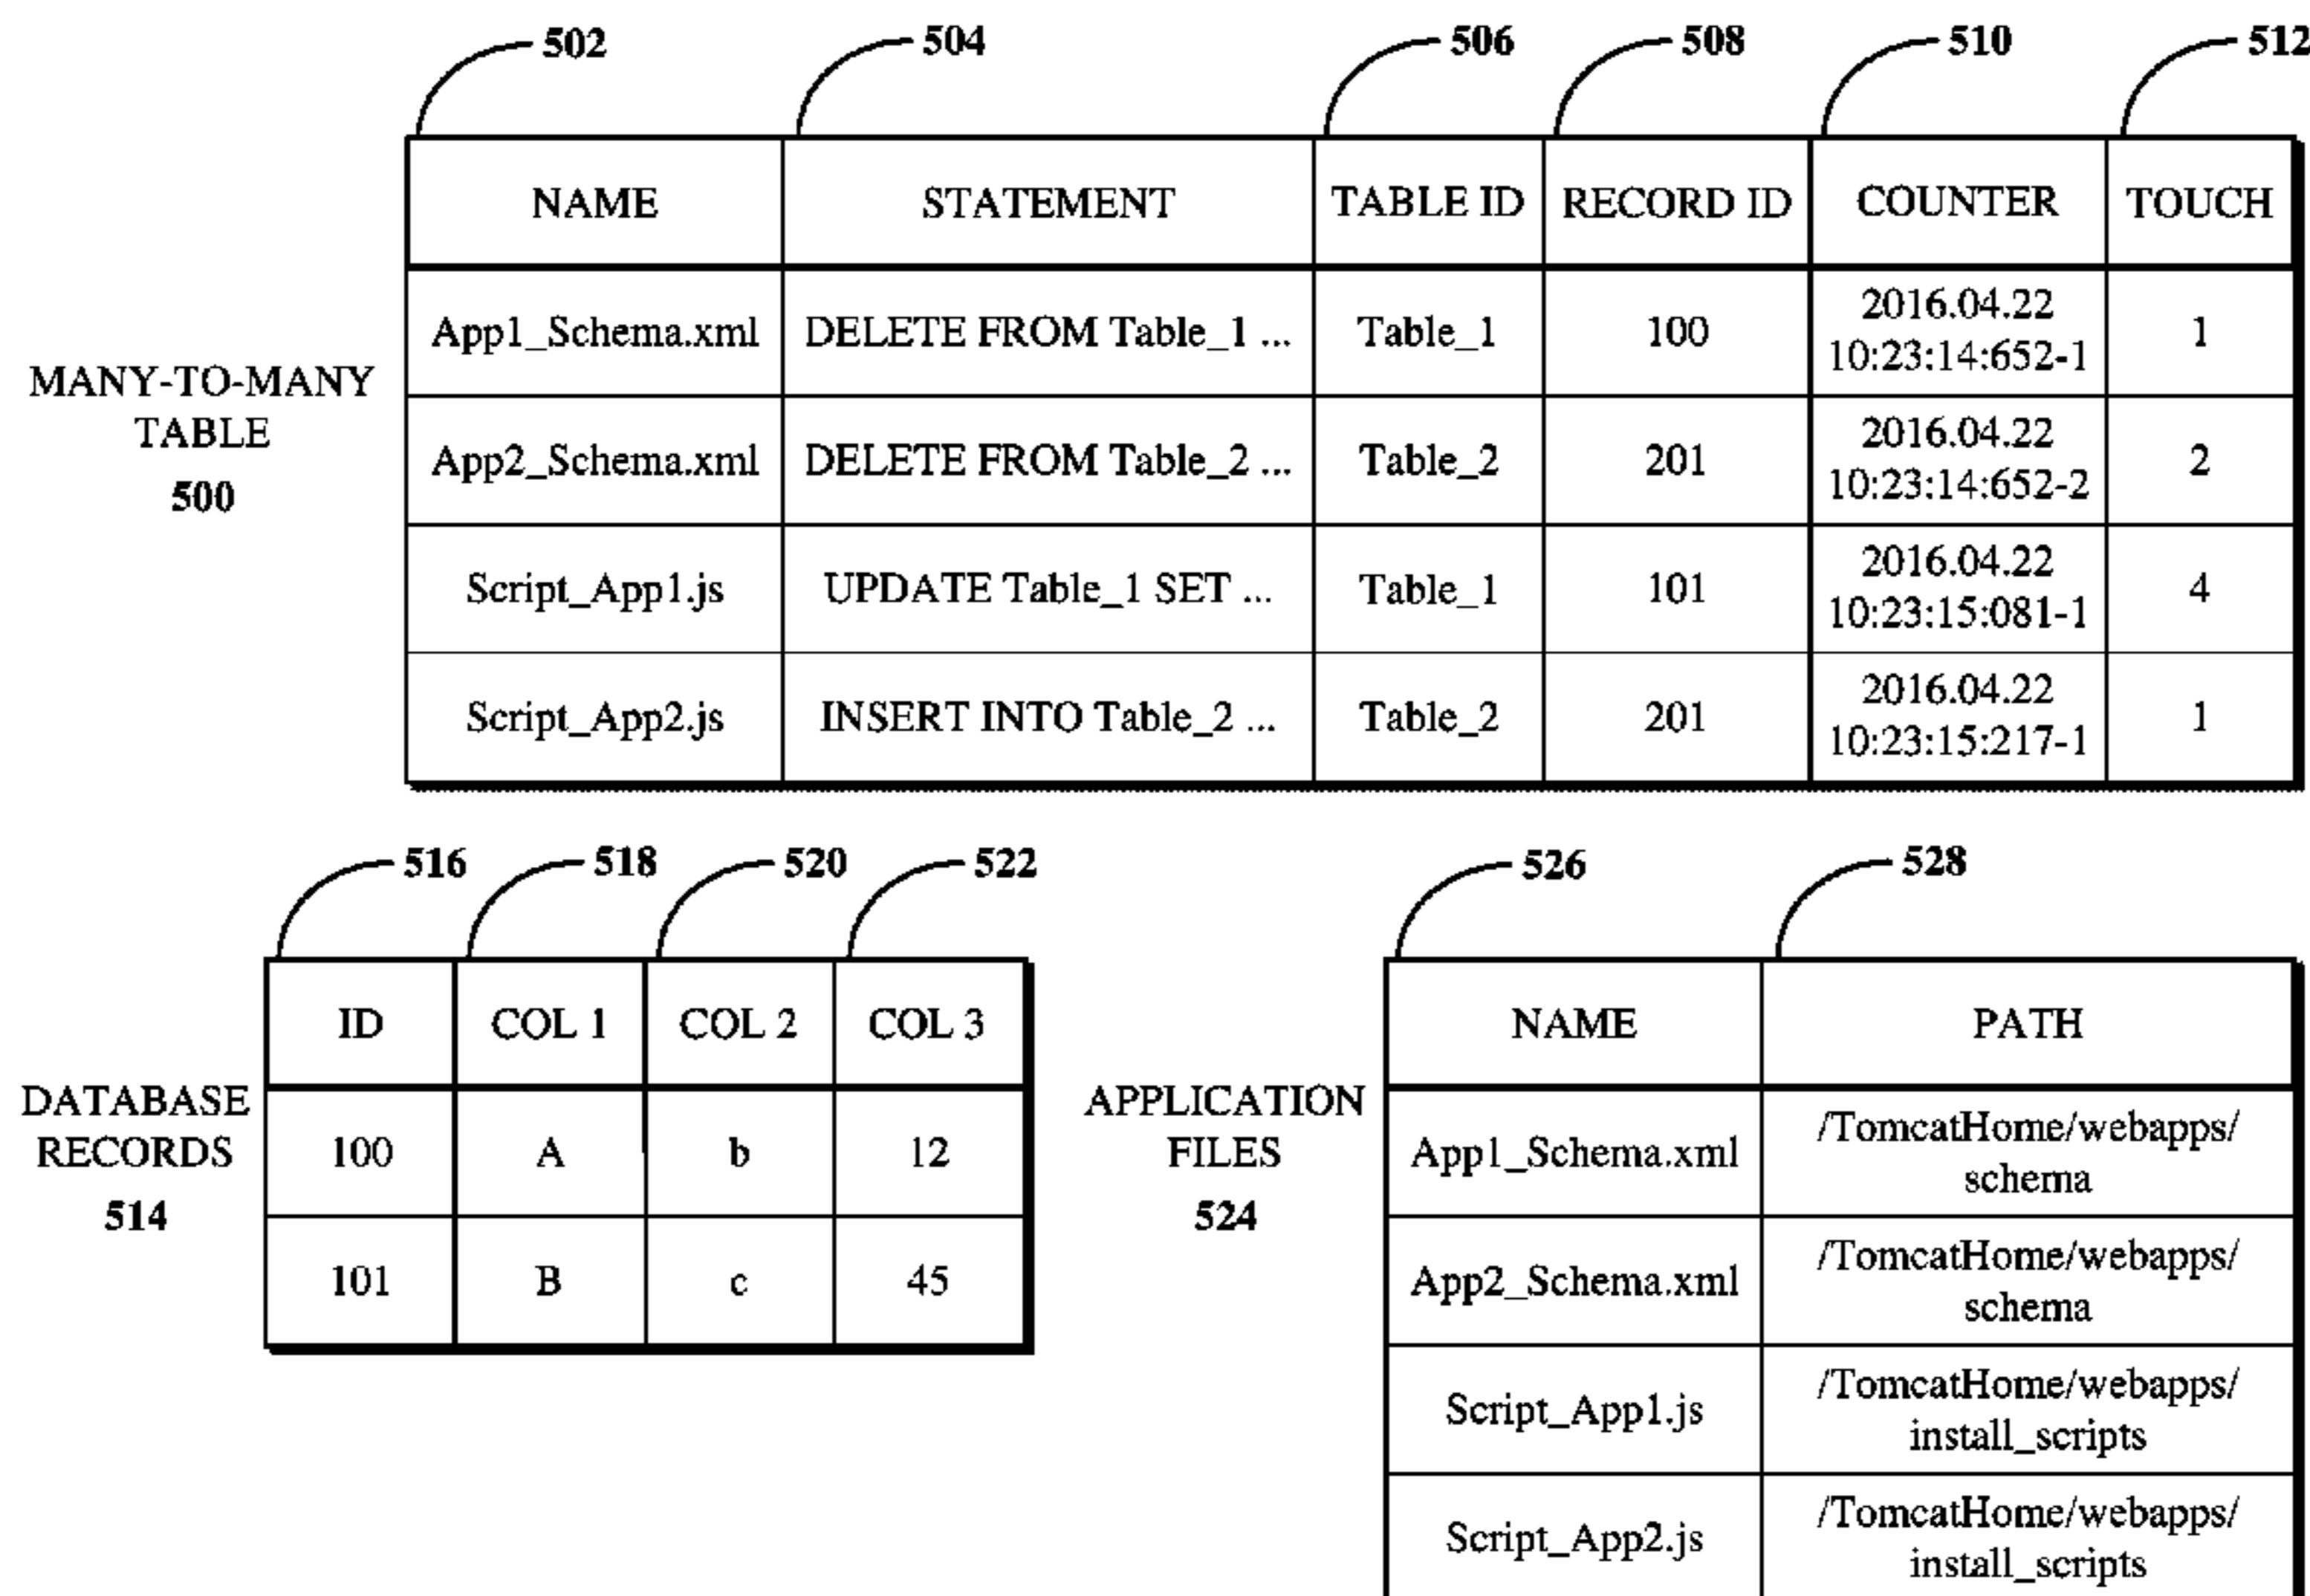 502 504 506 508 510 512
NAME STATEMENT TABLE ID RECORD ID COUNTER TOUCH
MANY-TO-MANY
TABLE
500
App1_Schema.xml DELETE FROM Table_1 ... Table_1 100 2016.04.22 1
10:23:14:652-1
App2_Schema.xml DELETE FROM Table_2 ... Table_2 201 2016.04.22 2
10:23:14:652-2
Script_App1.js UPDATE Table_1 SET ... Table_1 101 2016.04.22 4
10:23:15:081-1
Script_App2.js INSERT INTO Table_2 ... Table_2 201 2016.04.22 1
10:23:15:217-1
516 518 520 522
ID COL 1 COL 2 COL 3
DATABASE
RECORDS
514
100 A b 12
101 B c 45
526 528
NAME PATH
APPLICATION
FILES
524
App1_Schema.xml /TomcatHome/webapps/
schema
App2_Schema.xml /TomcatHome/webapps/
schema
Script_App1.js /TomcatHome/webapps/
install_scripts
Script_App2.js /TomcatHome/webapps/
install_scripts